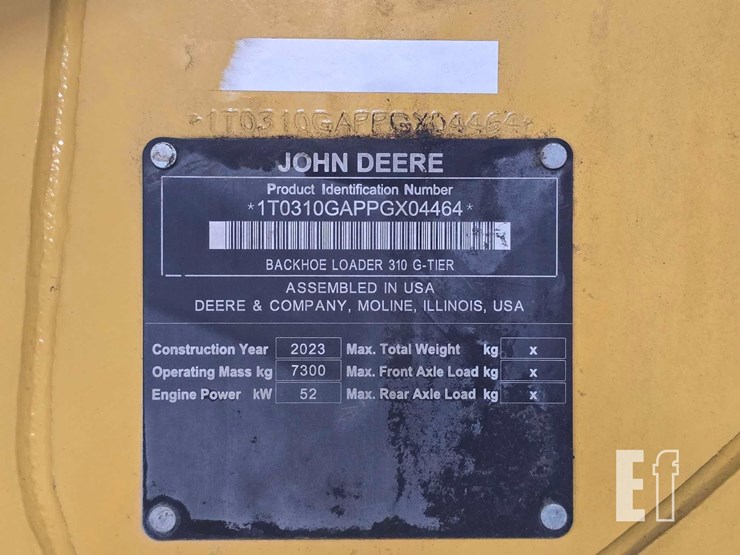 *1T0310GAPPGX04464*
JOHN DEERE
Product Identification Number
*1T0310GAPPGX04464*
BACKHOE LOADER 310 G-TIER
ASSEMBLED IN USA
DEERE & COMPANY, MOLINE, ILLINOIS, USA
Construction Year 2023 Max. Total Weight kg x
Operating Mass kg 7300 Max. Front Axle Load kg x
Engine Power kW 52 Max. Rear Axle Load kg x
Ef